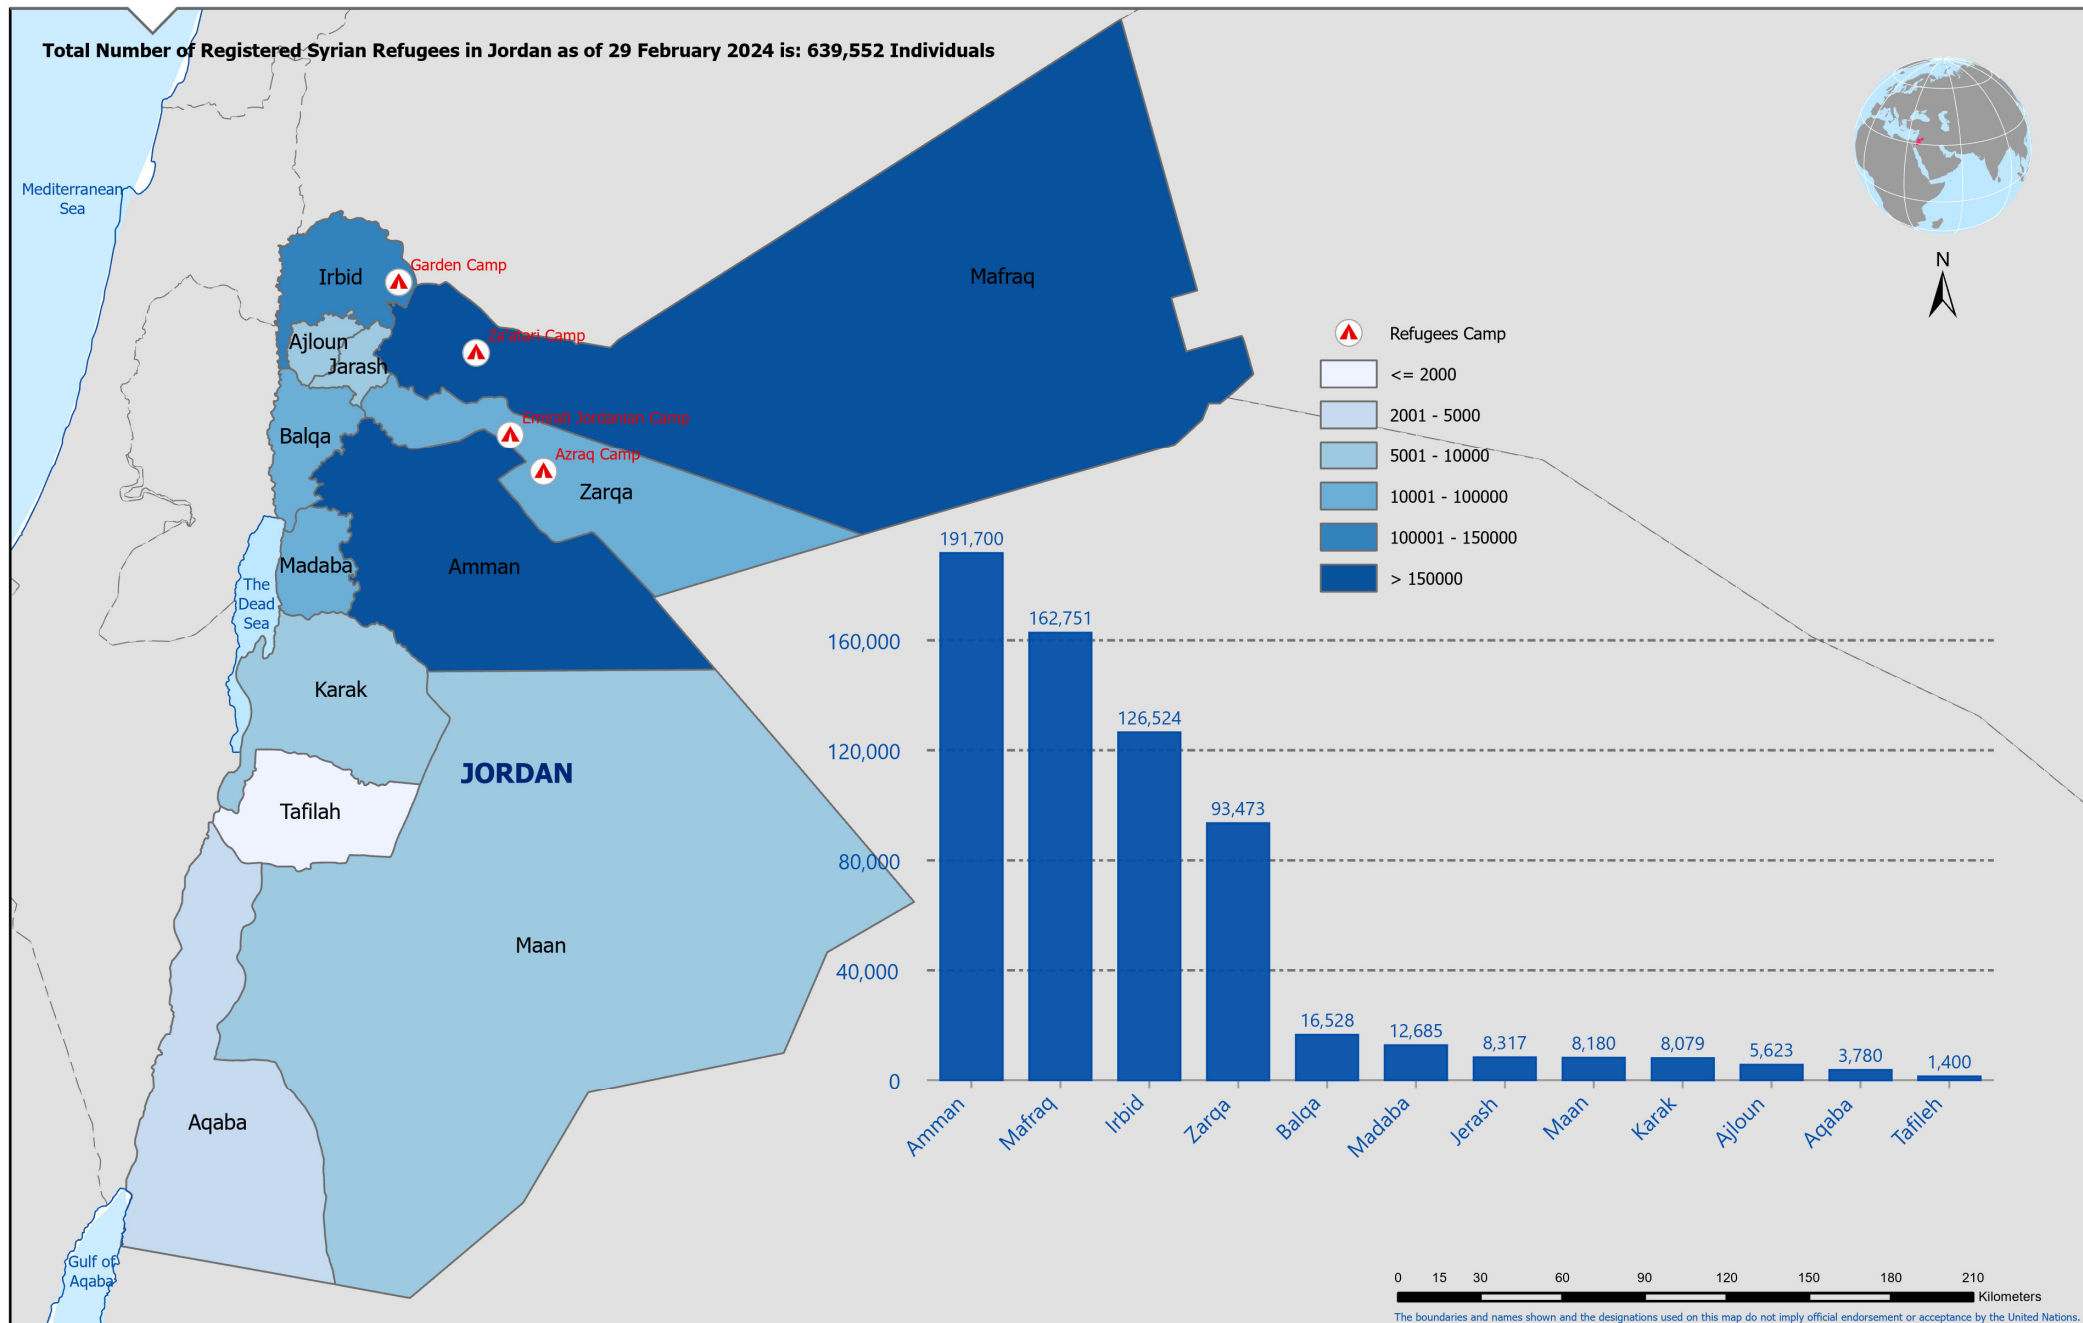 Total Number of Registered Syrian Refugees in Jordan as of 29 February 2024 is: 639,552 Individuals
Mediterranean
Sea
N
Irbid
Garden Camp
Mafraq
Ajloun
Jarash
Za'atari Camp
Balqa
Emirati Jordanian Camp
Azraq Camp
Zarqa
Madaba
Amman
The
Dead
Sea
Karak
JORDAN
Tafilah
Maan
Aqaba
Gulf of
Aqaba
Refugees Camp
<= 2000
2001 - 5000
5001 - 10000
10001 - 100000
100001 - 150000
> 150000
160,000
120,000
80,000
40,000
0
191,700
162,751
126,524
93,473
16,528
12,685
8,317
8,180
8,079
5,623
3,780
1,400
Amman
Mafraq
Irbid
Zarqa
Balqa
Madaba
Jerash
Maan
Karak
Ajloun
Aqaba
Tafileh
0 15 30 60 90 120 150 180 210
Kilometers
The boundaries and names shown and the designations used on this map do not imply official endorsement or acceptance by the United Nations.